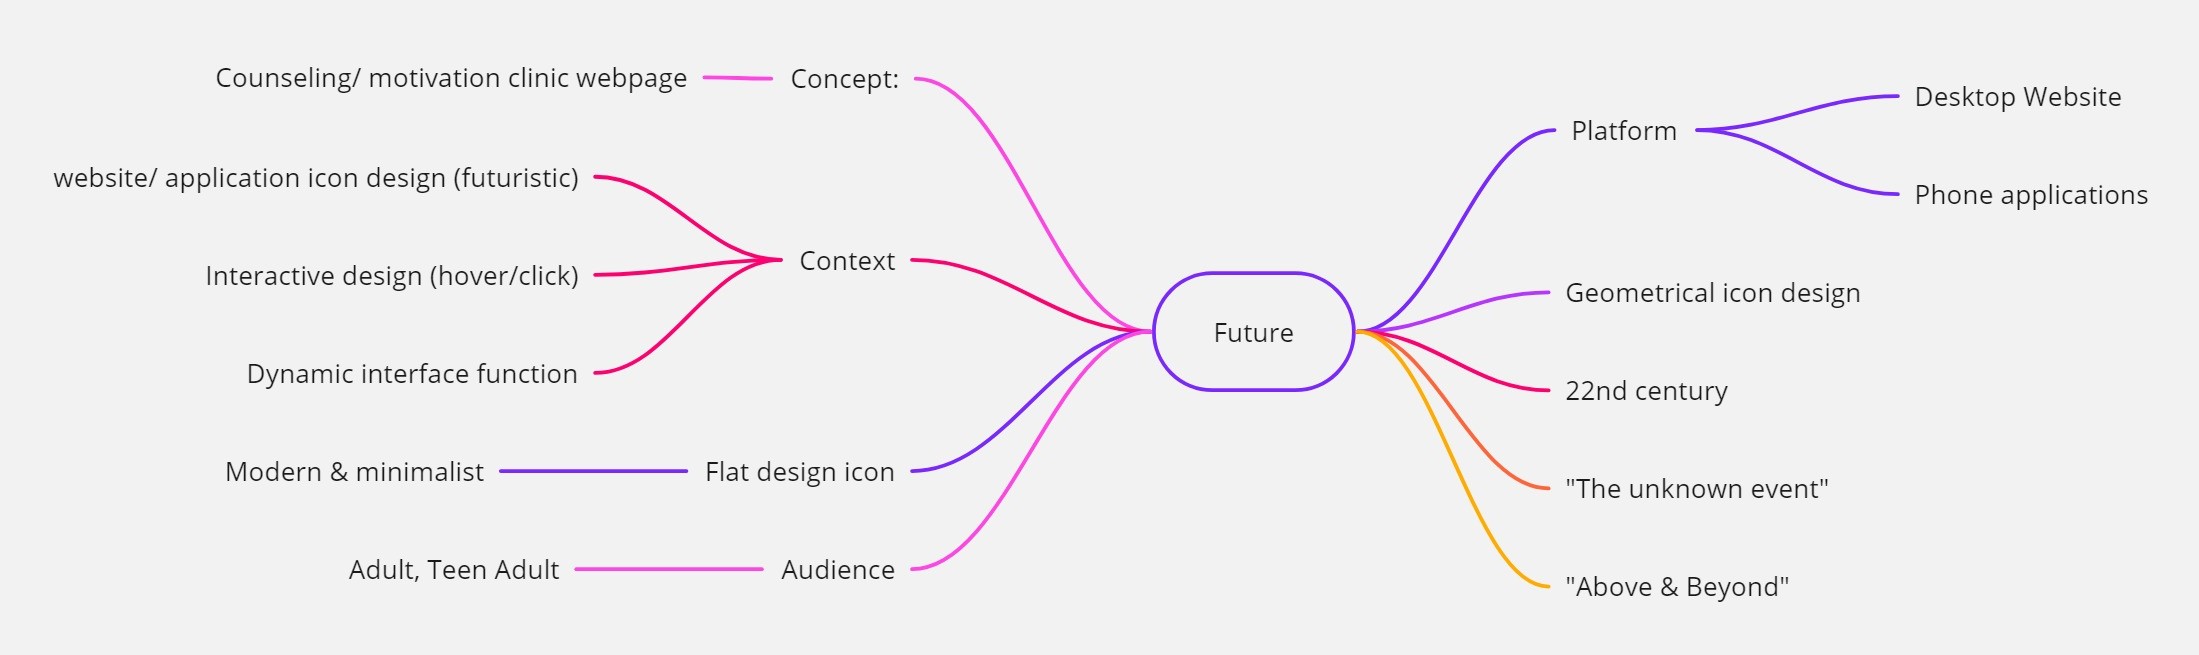 Concept:
Counseling/ motivation clinic webpage
Context
website/ application icon design (futuristic)
Interactive design (hover/click)
Dynamic interface function
Flat design icon
Modern & minimalist
Audience
Adult, Teen Adult
Future
Platform
Desktop Website
Phone applications
Geometrical icon design
22nd century
"The unknown event"
"Above & Beyond"